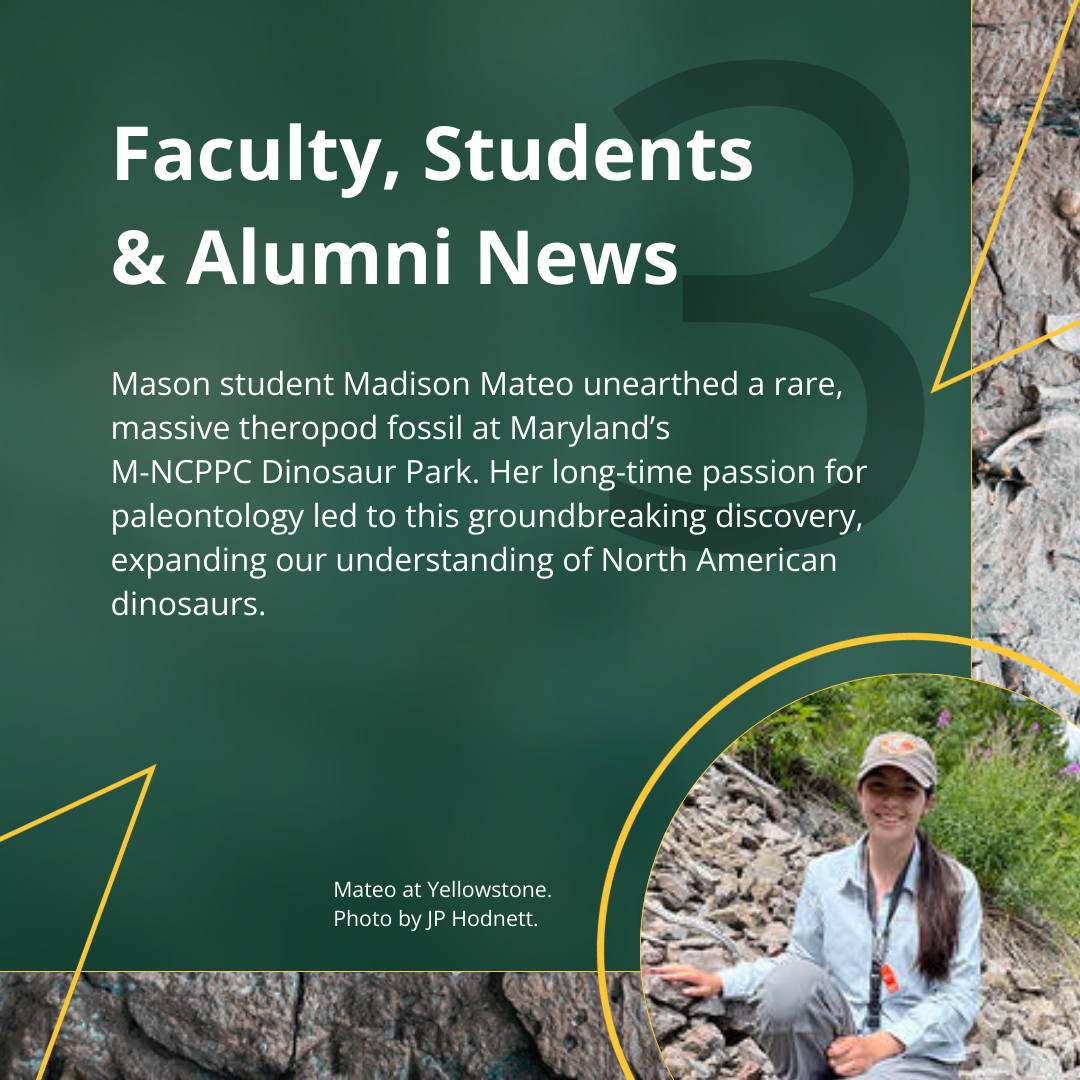 3
Faculty, Students
& Alumni News
Mason student Madison Mateo unearthed a rare,
massive theropod fossil at Maryland’s
M-NCPPC Dinosaur Park. Her long-time passion for
paleontology led to this groundbreaking discovery,
expanding our understanding of North American
dinosaurs.
Mateo at Yellowstone.
Photo by JP Hodnett.